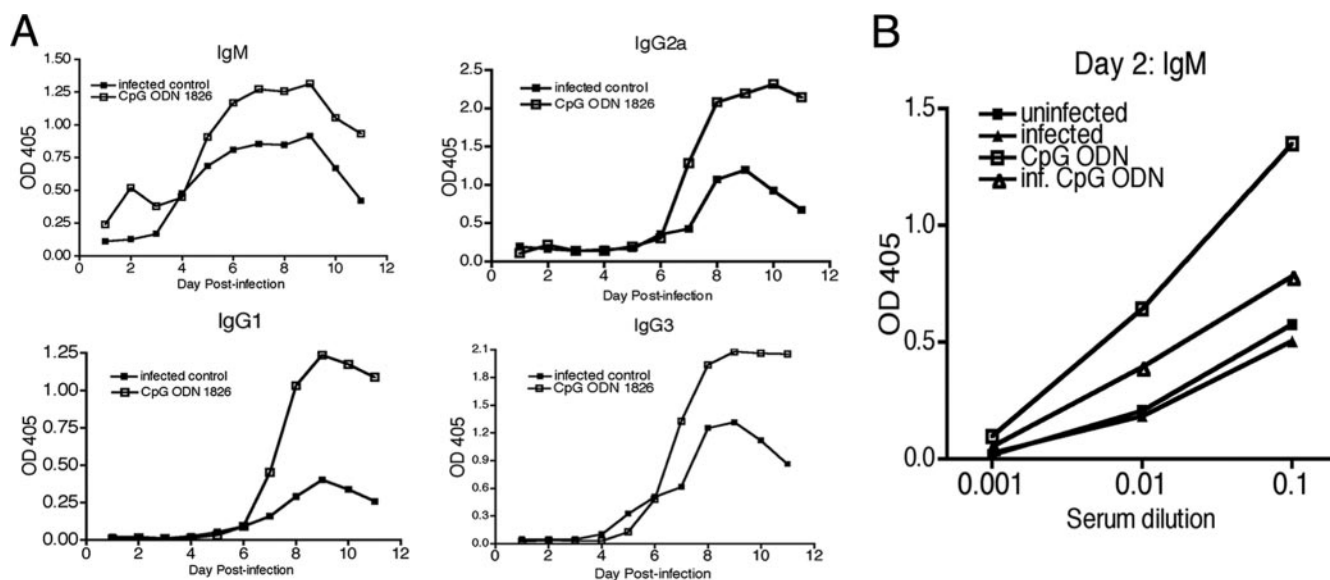 A
IgM
1.50
1.25
1.00
0.75
0.50
0.25
0.00
OD 405
infected control
CpG ODN 1826
0 2 4 6 8 10 12
Day Post-infection
IgG2a
2.5
2.0
1.5
1.0
0.5
0.0
OD 405
infected control
CpG ODN 1826
0 2 4 6 8 10 12
Day Post-infection
IgG1
1.25
1.00
0.75
0.50
0.25
0.00
OD 405
infected control
CpG ODN 1826
0 2 4 6 8 10 12
Day Post-infection
IgG3
2.1
1.8
1.5
1.2
0.9
0.6
0.3
0.0
OD 405
infected control
CpG ODN 1826
0 2 4 6 8 10 12
Day Post-infection
B
Day 2: IgM
1.5
1.0
0.5
0.0
OD 405
uninfected
infected
CpG ODN
inf. CpG ODN
0.001 0.01 0.1
Serum dilution